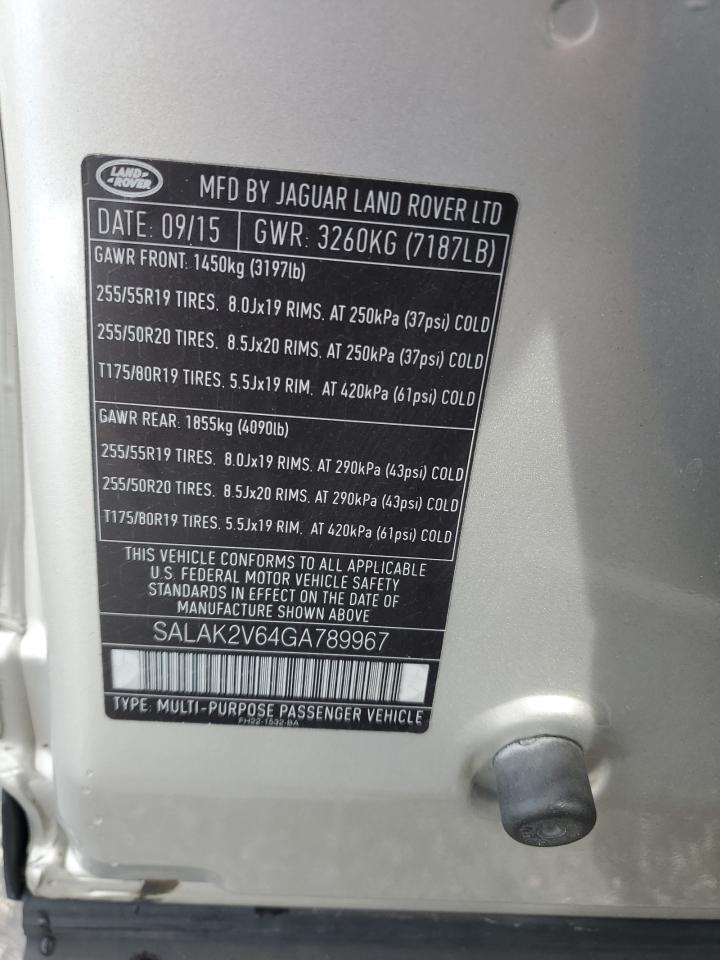 LAND
ROVER
MFD BY JAGUAR LAND ROVER LTD
DATE: 09/15 GWR: 3260KG (7187LB)
GAWR FRONT: 1450kg (3197lb)
255/55R19 TIRES. 8.0Jx19 RIMS. AT 250kPa (37psi) COLD
255/50R20 TIRES. 8.5Jx20 RIMS. AT 250kPa (37psi) COLD
T175/80R19 TIRES. 5.5Jx19 RIM. AT 420kPa (61psi) COLD
GAWR REAR: 1855kg (4090lb)
255/55R19 TIRES. 8.0Jx19 RIMS. AT 290kPa (43psi) COLD
255/50R20 TIRES. 8.5Jx20 RIMS. AT 290kPa (43psi) COLD
T175/80R19 TIRES. 5.5Jx19 RIM. AT 420kPa (61psi) COLD
THIS VEHICLE CONFORMS TO ALL APPLICABLE
U.S. FEDERAL MOTOR VEHICLE SAFETY
STANDARDS IN EFFECT ON THE DATE OF
MANUFACTURE SHOWN ABOVE
SALAK2V64GA789967
TYPE: MULTI-PURPOSE PASSENGER VEHICLE
FH22-1532-BA